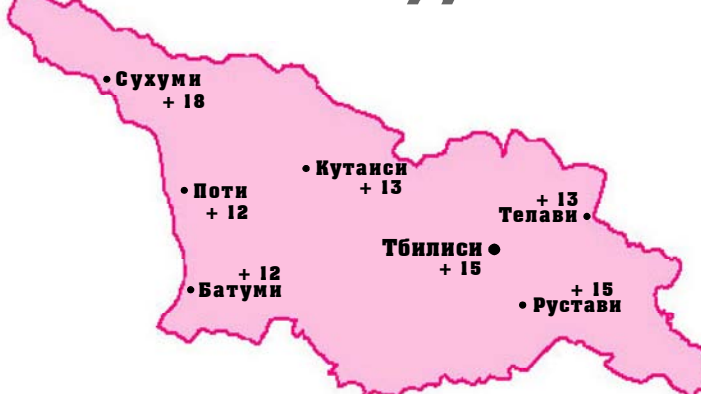 Сухуми
+ 18
Кутаиси
+ 13
Поти
+ 12
+ 13
Телави
Тбилиси
+ 15
+ 12
Батуми
+ 15
Рустави